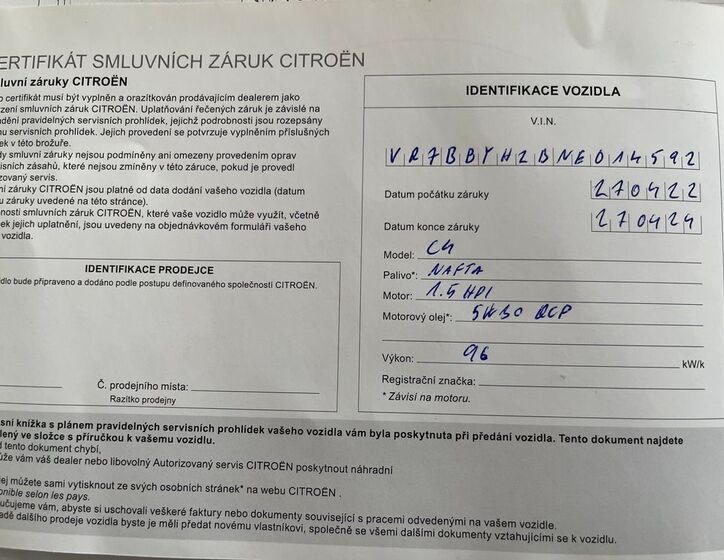 ERTIFIKÁT SMLUVNÍCH ZÁRUK CITROËN
luvní záruky CITROËN
o certifikát musí být vyplněn a orazítkován prodávajícím dealerem jako
rzení smluvních záruk CITROËN. Uplatňování řečených záruk je závislé na
ádění pravidelných servisních prohlídek, jejichž podrobnosti jsou rozepsány
nu servisních prohlídek. Jejich provedení se potvrzuje vyplněním příslušných
ek v této brožuře.
dy smluvní záruky nejsou podmíněny ani omezeny provedením oprav
isních zásahů, které nejsou zmíněny v této záruce, pokud je provedl
izovaný servis.
ní záruky CITROËN jsou platné od data dodání vašeho vozidla (datum
u záruky uvedené na této stránce).
nosti smluvních záruk CITROËN, které vaše vozidlo může využít, včetně
ek jejich uplatnění, jsou uvedeny na objednávkovém formuláři vašeho
vozidla.
IDENTIFIKACE PRODEJCE
dlo bude připraveno a dodáno podle postupu definovaného společností CITROËN.
Č. prodejního místa:
Razítko prodejny
IDENTIFIKACE VOZIDLA
V.I.N.
VR7BBYHZBNE014592
Datum počátku záruky 270422
Datum konce záruky 270424
Model: C4
Palivo*: NAFTA
Motor: 1.5 HDI
Motorový olej*: 5W30 QCP
Výkon: 96 kW/k
Registrační značka:
* Závisí na motoru.
sní knížka s plánem pravidelných servisních prohlídek vašeho vozidla vám byla poskytnuta při předání vozidla. Tento dokument najdete
lený ve složce s příručkou k vašemu vozidlu.
d tento dokument chybí,
ůže vám váš dealer nebo libovolný Autorizovaný servis CITROËN poskytnout náhradní
ej můžete sami vytisknout ze svých osobních stránek* na webu CITROËN .
onible selon les pays.
učujeme vám, abyste si uschovali veškeré faktury nebo dokumenty související s pracemi odvedenými na vašem vozidle.
adě dalšího prodeje vozidla byste je měli předat novému vlastníkovi, společně se všemi dalšími dokumenty vztahujícími se k vozidlu.